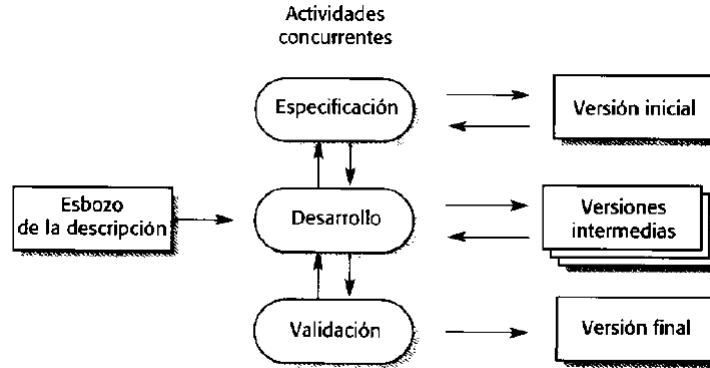 Actividades
concurrentes
Especificación
Versión inicial
Esbozo
de la descripción
Desarrollo
Versiones
intermedias
Validación
Versión final